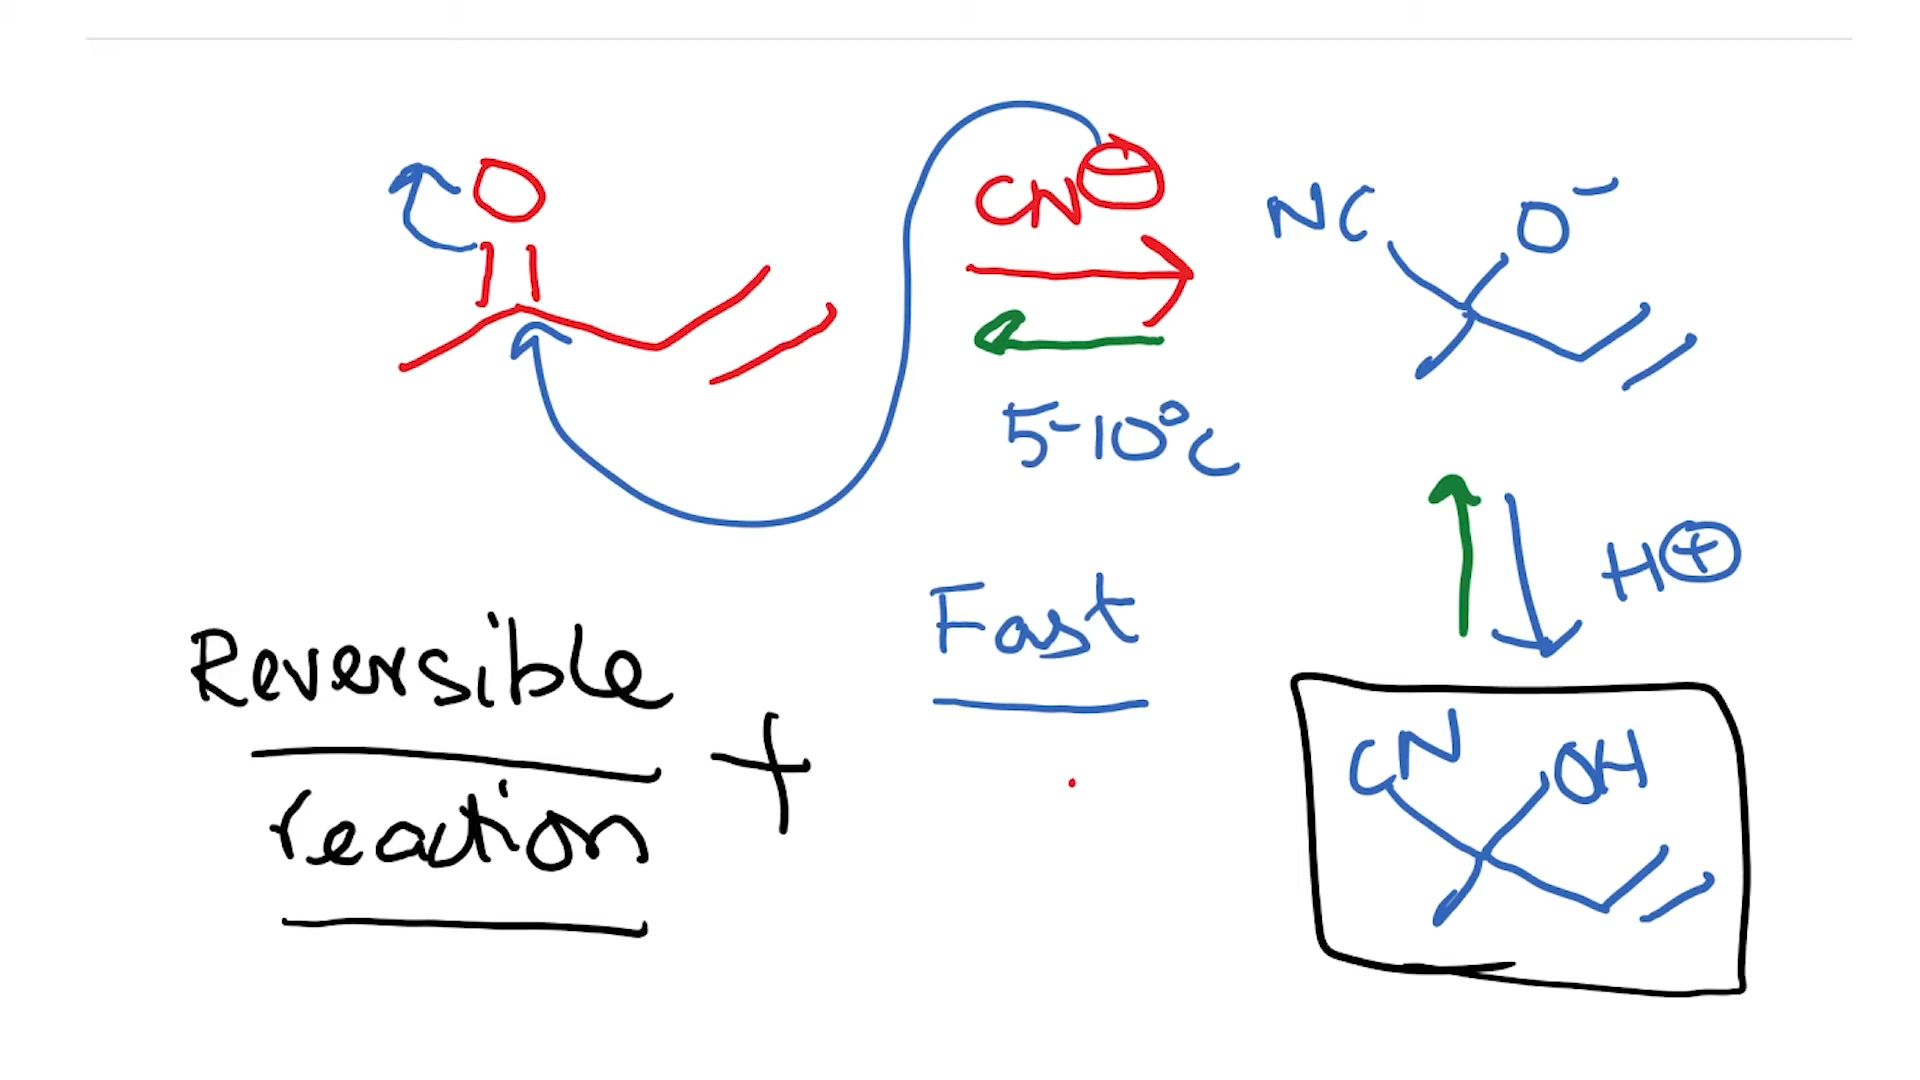 O
CN⊖
NC
O⁻
5-10°C
H⊕
Fast
Reversible
reaction
+
CN
OH